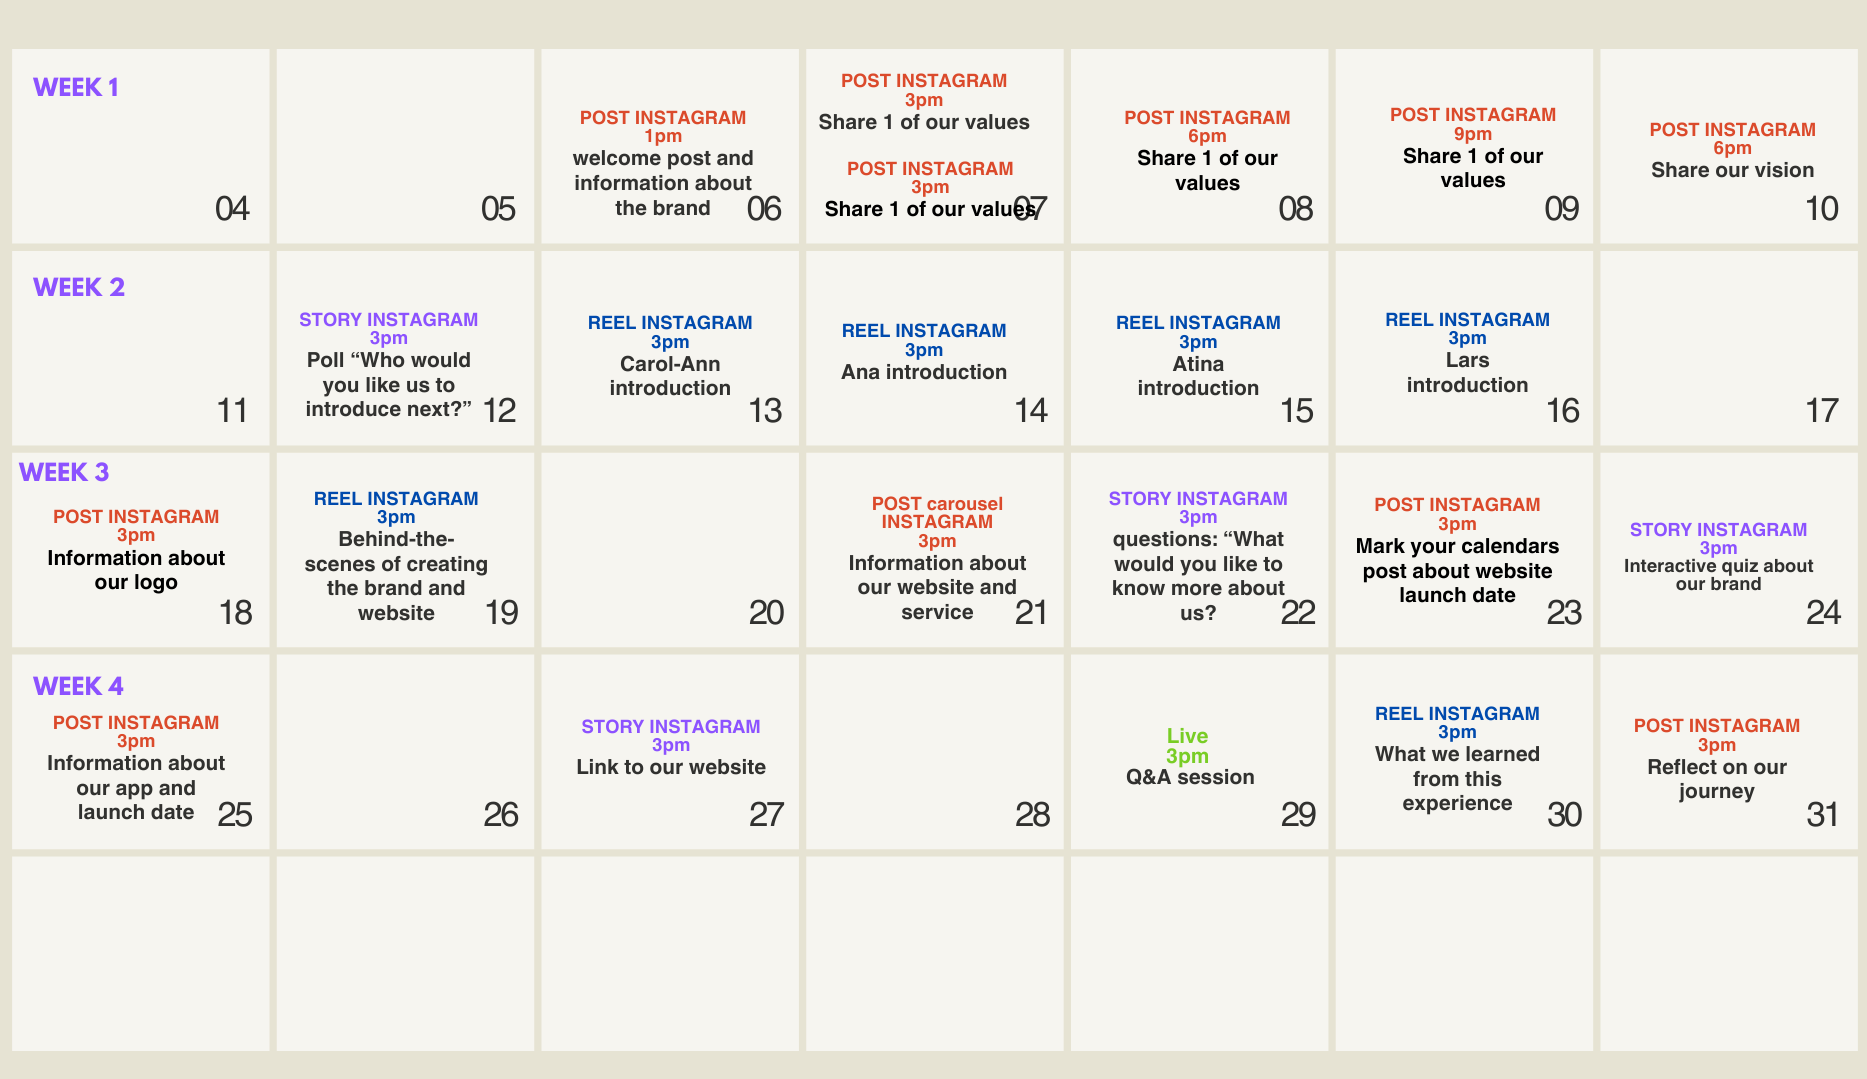 WEEK 1
04
05
POST INSTAGRAM
1pm
welcome post and
information about
the brand
06
POST INSTAGRAM
3pm
Share 1 of our values
POST INSTAGRAM
3pm
Share 1 of our values
07
POST INSTAGRAM
6pm
Share 1 of our
values
08
POST INSTAGRAM
9pm
Share 1 of our
values
09
POST INSTAGRAM
6pm
Share our vision
10
WEEK 2
11
STORY INSTAGRAM
3pm
Poll “Who would
you like us to
introduce next?”
12
REEL INSTAGRAM
3pm
Carol-Ann
introduction
13
REEL INSTAGRAM
3pm
Ana introduction
14
REEL INSTAGRAM
3pm
Atina
introduction
15
REEL INSTAGRAM
3pm
Lars
introduction
16
17
WEEK 3
POST INSTAGRAM
3pm
Information about
our logo
18
REEL INSTAGRAM
3pm
Behind-the-
scenes of creating
the brand and
website
19
20
POST carousel
INSTAGRAM
3pm
Information about
our website and
service
21
STORY INSTAGRAM
3pm
questions: “What
would you like to
know more about
us?
22
POST INSTAGRAM
3pm
Mark your calendars
post about website
launch date
23
STORY INSTAGRAM
3pm
Interactive quiz about
our brand
24
WEEK 4
POST INSTAGRAM
3pm
Information about
our app and
launch date
25
26
STORY INSTAGRAM
3pm
Link to our website
27
28
Live
3pm
Q&A session
29
REEL INSTAGRAM
3pm
What we learned
from this
experience
30
POST INSTAGRAM
3pm
Reflect on our
journey
31